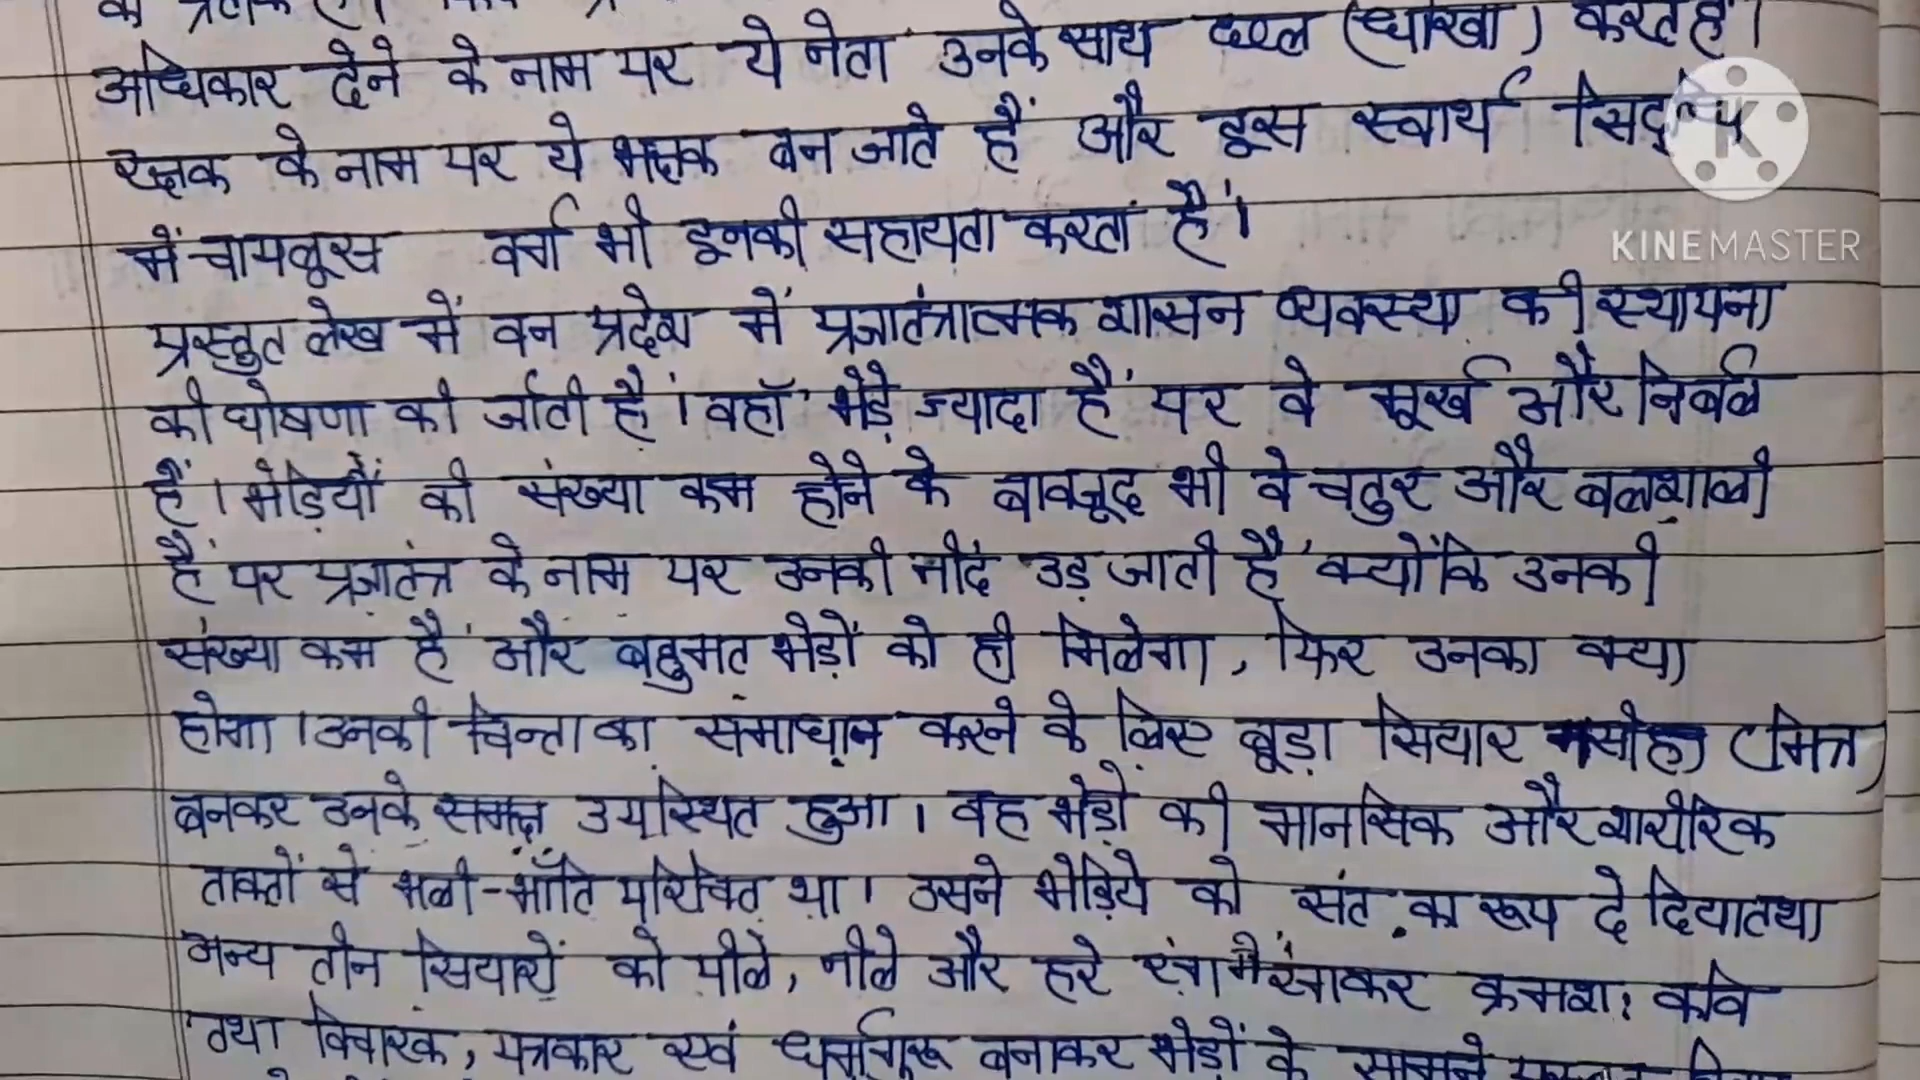 अधिकार देने के नाम पर ये नेता उनके साथ छल (धोखा) करते हैं।
रक्षक के नाम पर ये भक्षक बन जाते हैं और इस स्वार्थ सिद्धि
में चापलूस वर्ग भी इनकी सहायता करता है।
KINEMASTER
प्रस्तुत लेख में वन प्रदेश में प्रजातंत्रात्मक शासन व्यवस्था की स्थापना
की घोषणा की जाती है। वहाँ भेड़े ज्यादा हैं पर वे मूर्ख और निर्बल
हैं। भेड़ियों की संख्या कम होने के बावजूद भी वे चतुर और बलशाली
हैं पर प्रजातंत्र के नाम पर उनकी नींद उड़ जाती है क्योंकि उनकी
संख्या कम है और बहुमत भेड़ों को ही मिलेगा, फिर उनका क्या
होगा। उनकी चिन्ता का समाधान करने के लिए बूड़ा सियार मसीहा (मित्र)
बनकर उनके समक्ष उपस्थित हुआ। वह भेड़ों की मानसिक और शारीरिक
ताकतों से भली-भाँति परिचित था। उसने भेड़िये को संत का रूप दे दिया तथा
अन्य तीन सियारों को पीले, नीले और हरे रंग में रंगाकर क्रमश: कवि
तथा विचारक, पत्रकार एवं धर्मगुरू बनाकर भेड़ों के सामने